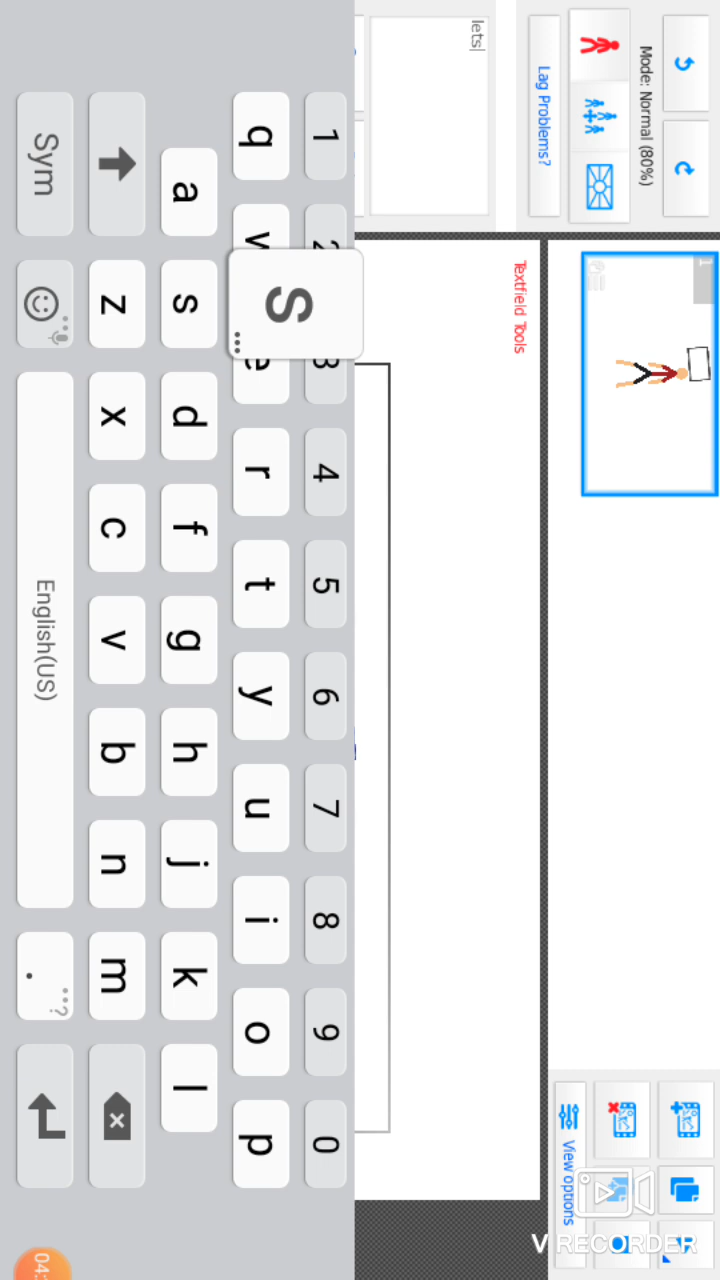 Mode: Normal (80%)
Lag Problems?
1
lets
Textfield Tools
View options
V RECORDER
1 2 3 4 5 6 7 8 9 0
q e r t y u i o p
S
a s d f g h j k l
z x c v b n m
Sym English(US) . ?